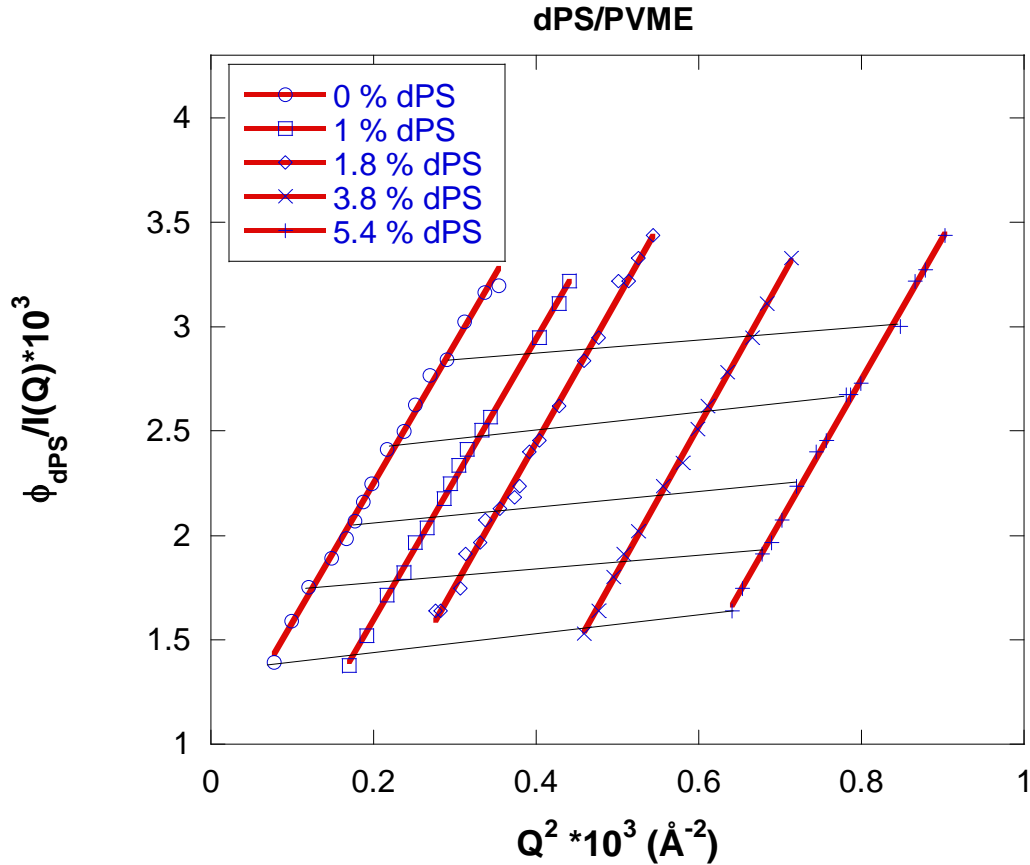 dPS/PVME
0 % dPS
1 % dPS
1.8 % dPS
3.8 % dPS
5.4 % dPS
4
3.5
3
2.5
2
1.5
1
ϕdPS/I(Q)*10³
0 0.2 0.4 0.6 0.8 1
Q² *10³ (Å⁻²)